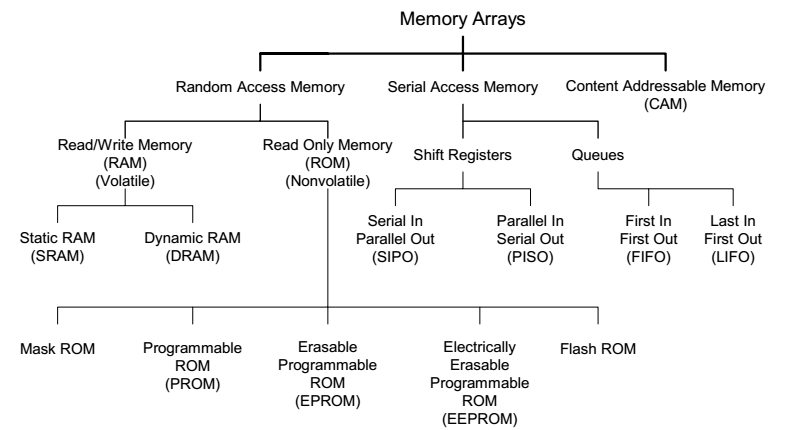 Memory Arrays
Random Access Memory
Serial Access Memory
Content Addressable Memory
(CAM)
Read/Write Memory
(RAM)
(Volatile)
Read Only Memory
(ROM)
(Nonvolatile)
Shift Registers
Queues
Static RAM
(SRAM)
Dynamic RAM
(DRAM)
Serial In
Parallel Out
(SIPO)
Parallel In
Serial Out
(PISO)
First In
First Out
(FIFO)
Last In
First Out
(LIFO)
Mask ROM
Programmable
ROM
(PROM)
Erasable
Programmable
ROM
(EPROM)
Electrically
Erasable
Programmable
ROM
(EEPROM)
Flash ROM